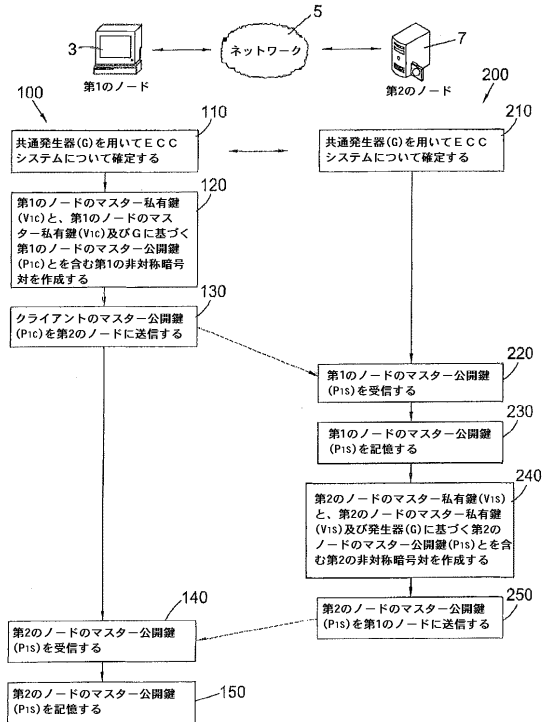 3
5
ネットワーク
7
第1のノード
第2のノード
100
200
110
共通発生器(G)を用いてＥＣＣ
システムについて確定する
210
共通発生器(G)を用いてＥＣＣ
システムについて確定する
120
第1のノードのマスター私有鍵
(V1C)と、第1のノードのマス
ター私有鍵(V1C)及びGに基づく
第1のノードのマスター公開鍵
(P1C)とを含む第1の非対称暗号
対を作成する
130
クライアントのマスター公開鍵
(P1C)を第2のノードに送信する
220
第1のノードのマスター公開鍵
(P1S)を受信する
230
第1のノードのマスター公開鍵
(P1S)を記憶する
240
第2のノードのマスター私有鍵(V1S)
と、第2のノードのマスター私有鍵
(V1S)及び発生器(G)に基づく第2の
ノードのマスター公開鍵(P1S)とを含
む第2の非対称暗号対を作成する
250
第2のノードのマスター公開鍵
(P1S)を第1のノードに送信する
140
第2のノードのマスター公開鍵
(P1S)を受信する
150
第2のノードのマスター公開鍵
(P1S)を記憶する